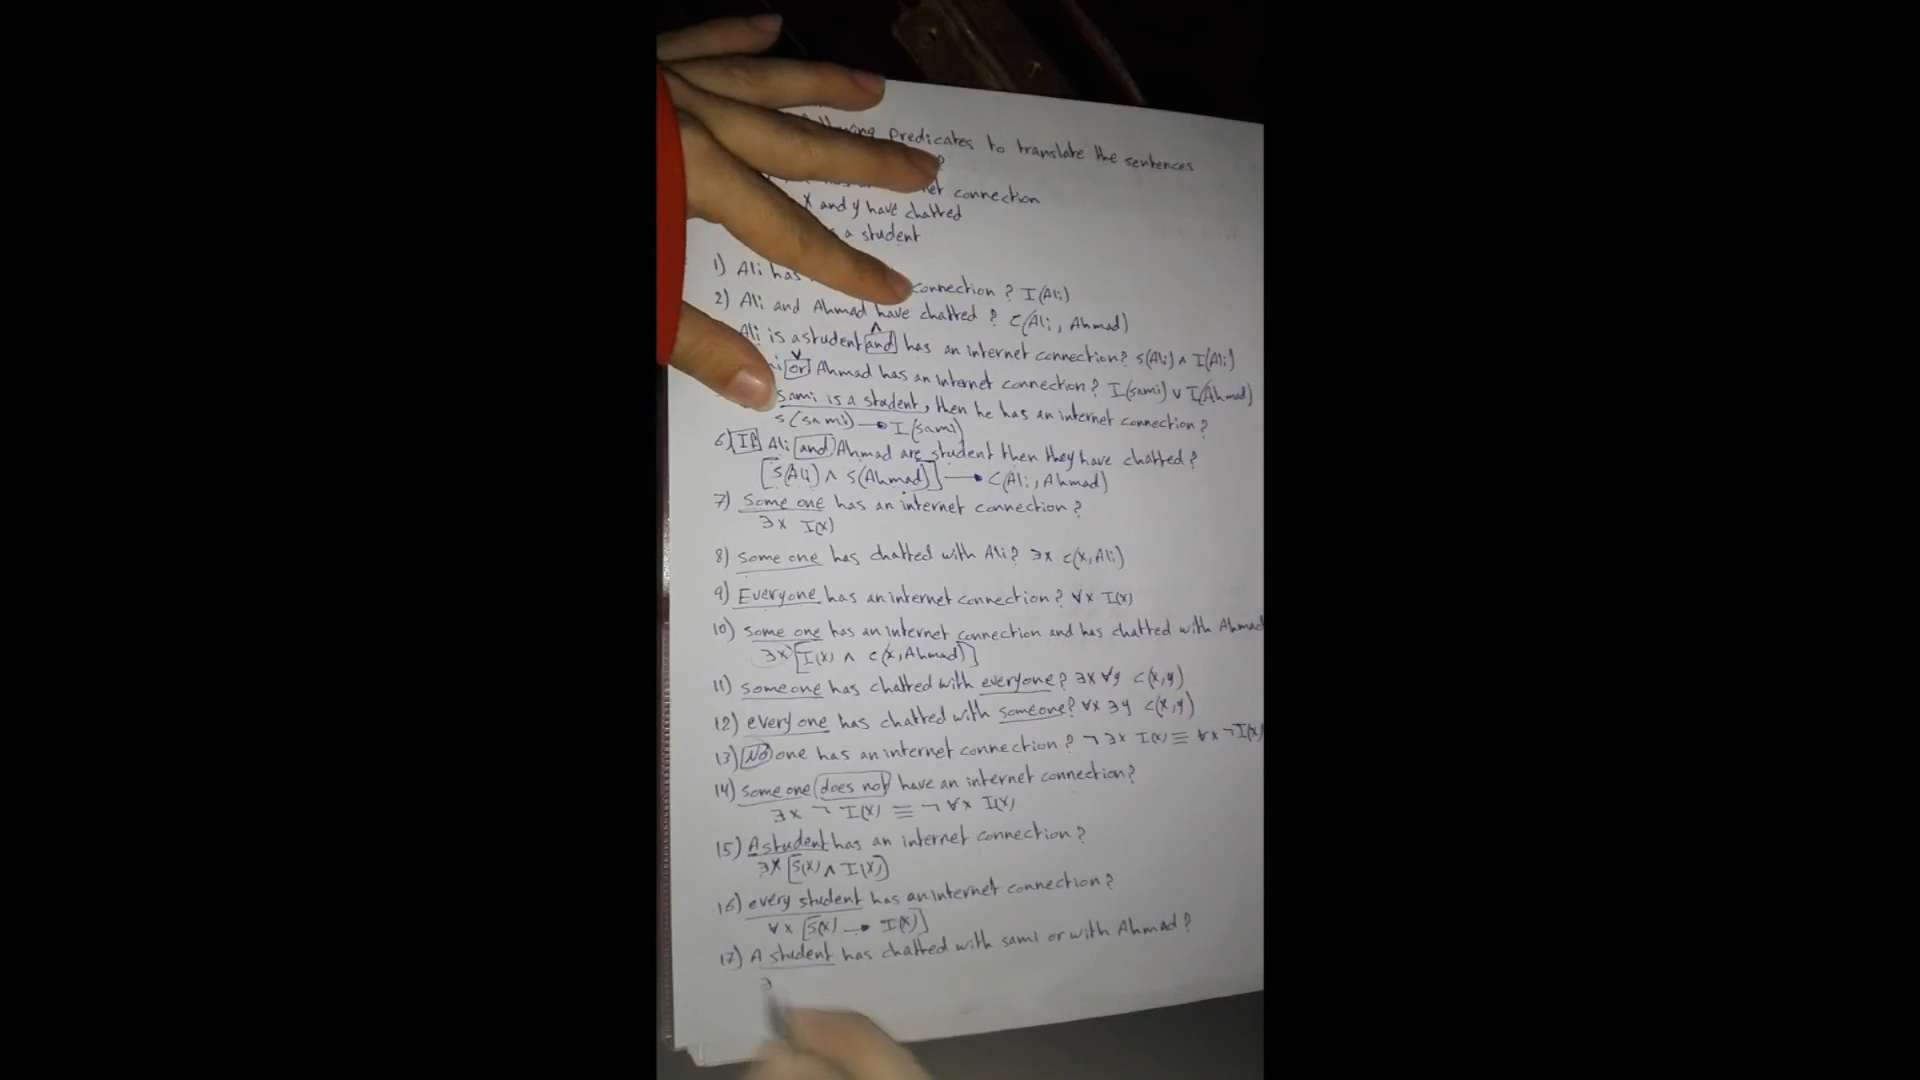 predicates to translate the sentences
?
connection
X and y have chatted
a student
1) Ali has connection ? I(Ali)
2) Ali and Ahmad have chatted ? C(Ali, Ahmad)
∧
Ali is a student and has an internet connection? S(Ali) ∧ I(Ali)
∨
or Ahmad has an internet connection? I(sami) ∨ I(Ahmad)
sami is a student, then he has an internet connection?
S(sami) → I(sami)
6) If Ali and Ahmad are student then they have chatted?
[S(Ali) ∧ S(Ahmad)] → C(Ali, Ahmad)
7) Some one has an internet connection?
∃x I(x)
8) some one has chatted with Ali? ∃x C(x,Ali)
9) Everyone has an internet connection? ∀x I(x)
10) some one has an internet connection and has chatted with Ahmad
∃x [I(x) ∧ C(x,Ahmad)]
11) someone has chatted with everyone? ∃x ∀y C(x,y)
12) every one has chatted with someone? ∀x ∃y C(x,y)
13) No one has an internet connection? ¬∃x I(x) ≡ ∀x ¬I(x)
14) some one does not have an internet connection?
∃x ¬ I(x) ≡ ¬ ∀x I(x)
15) A student has an internet connection?
∃x [S(x) ∧ I(x)]
16) every student has an internet connection?
∀x [S(x) → I(x)]
17) A student has chatted with sami or with Ahmad?
∃